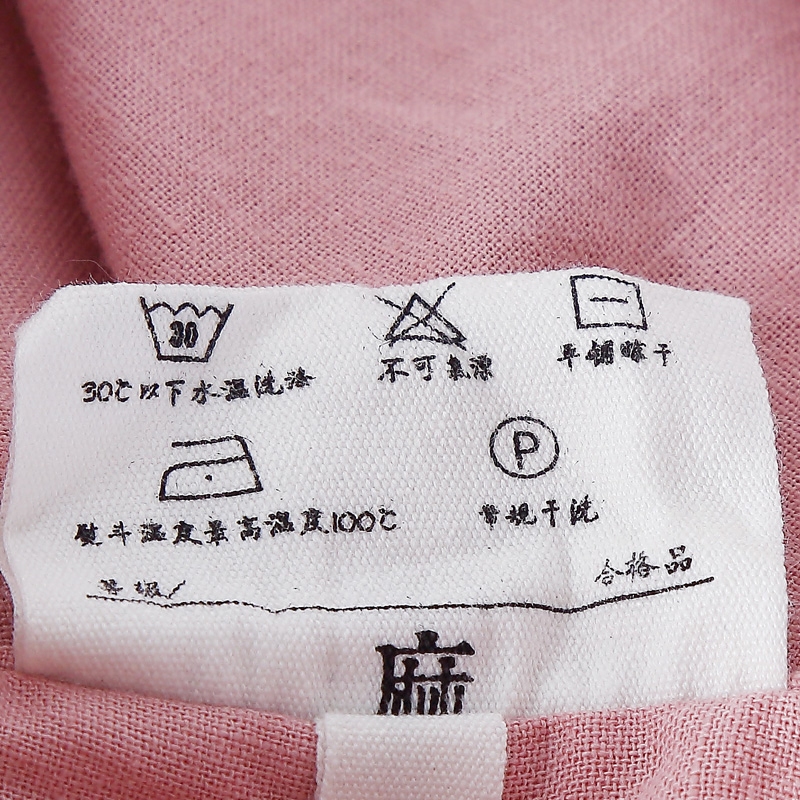 30
30℃以下水温洗涤
不可氯漂
平铺晾干
P
熨斗温度最高温度100℃
常规干洗
等级
合格品
麻